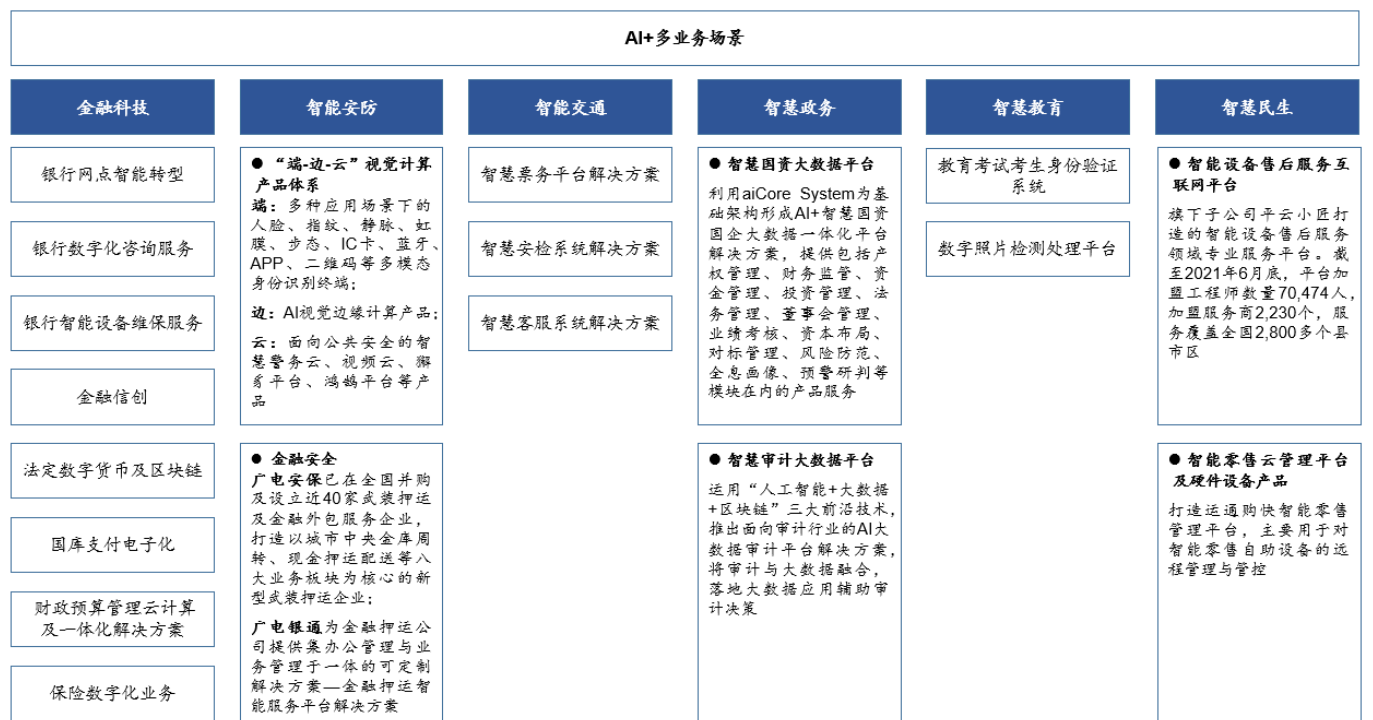 AI+多业务场景
金融科技
银行网点智能转型
银行数字化咨询服务
银行智能设备维保服务
金融信创
法定数字货币及区块链
国库支付电子化
财政预算管理云计算
及一体化解决方案
保险数字化业务
智能安防
● “端-边-云”视觉计算
产品体系
端：多种应用场景下的
人脸、指纹、静脉、虹
膜、步态、IC卡、蓝牙、
APP、二维码等多模态
身份识别终端；
边：AI视觉边缘计算产品；
云：面向公共安全的智
慧警务云、视频云、獬
豸平台、鸿鹄平台等产
品
● 金融安全
广电安保已在全国并购
及设立近40家武装押运
及金融外包服务企业，
打造以城市中央金库周
转、现金押运配送等八
大业务板块为核心的新
型武装押运企业；
广电银通为金融押运公
司提供集办公管理与业
务管理于一体的可定制
解决方案—金融押运智
能服务平台解决方案
智能交通
智慧票务平台解决方案
智慧安检系统解决方案
智慧客服系统解决方案
智慧政务
● 智慧国资大数据平台
利用aiCore System为基
础架构形成AI+智慧国资
国企大数据一体化平台
解决方案，提供包括产
权管理、财务监管、资
金管理、投资管理、法
务管理、董事会管理、
业绩考核、资本布局、
对标管理、风险防范、
全息画像、预警研判等
模块在内的产品服务
● 智慧审计大数据平台
运用“人工智能+大数据
+区块链”三大前沿技术，
推出面向审计行业的AI大
数据审计平台解决方案，
将审计与大数据融合，
落地大数据应用辅助审
计决策
智慧教育
教育考试考生身份验证
系统
数字照片检测处理平台
智慧民生
● 智能设备售后服务互
联网平台
旗下子公司平云小匠打
造的智能设备售后服务
领域专业服务平台。截
至2021年6月底，平台加
盟工程师数量70,474人，
加盟服务商2,230个，服
务覆盖全国2,800多个县
市区
● 智能零售云管理平台
及硬件设备产品
打造运通购快智能零售
管理平台，主要用于对
智能零售自助设备的远
程管理与管控